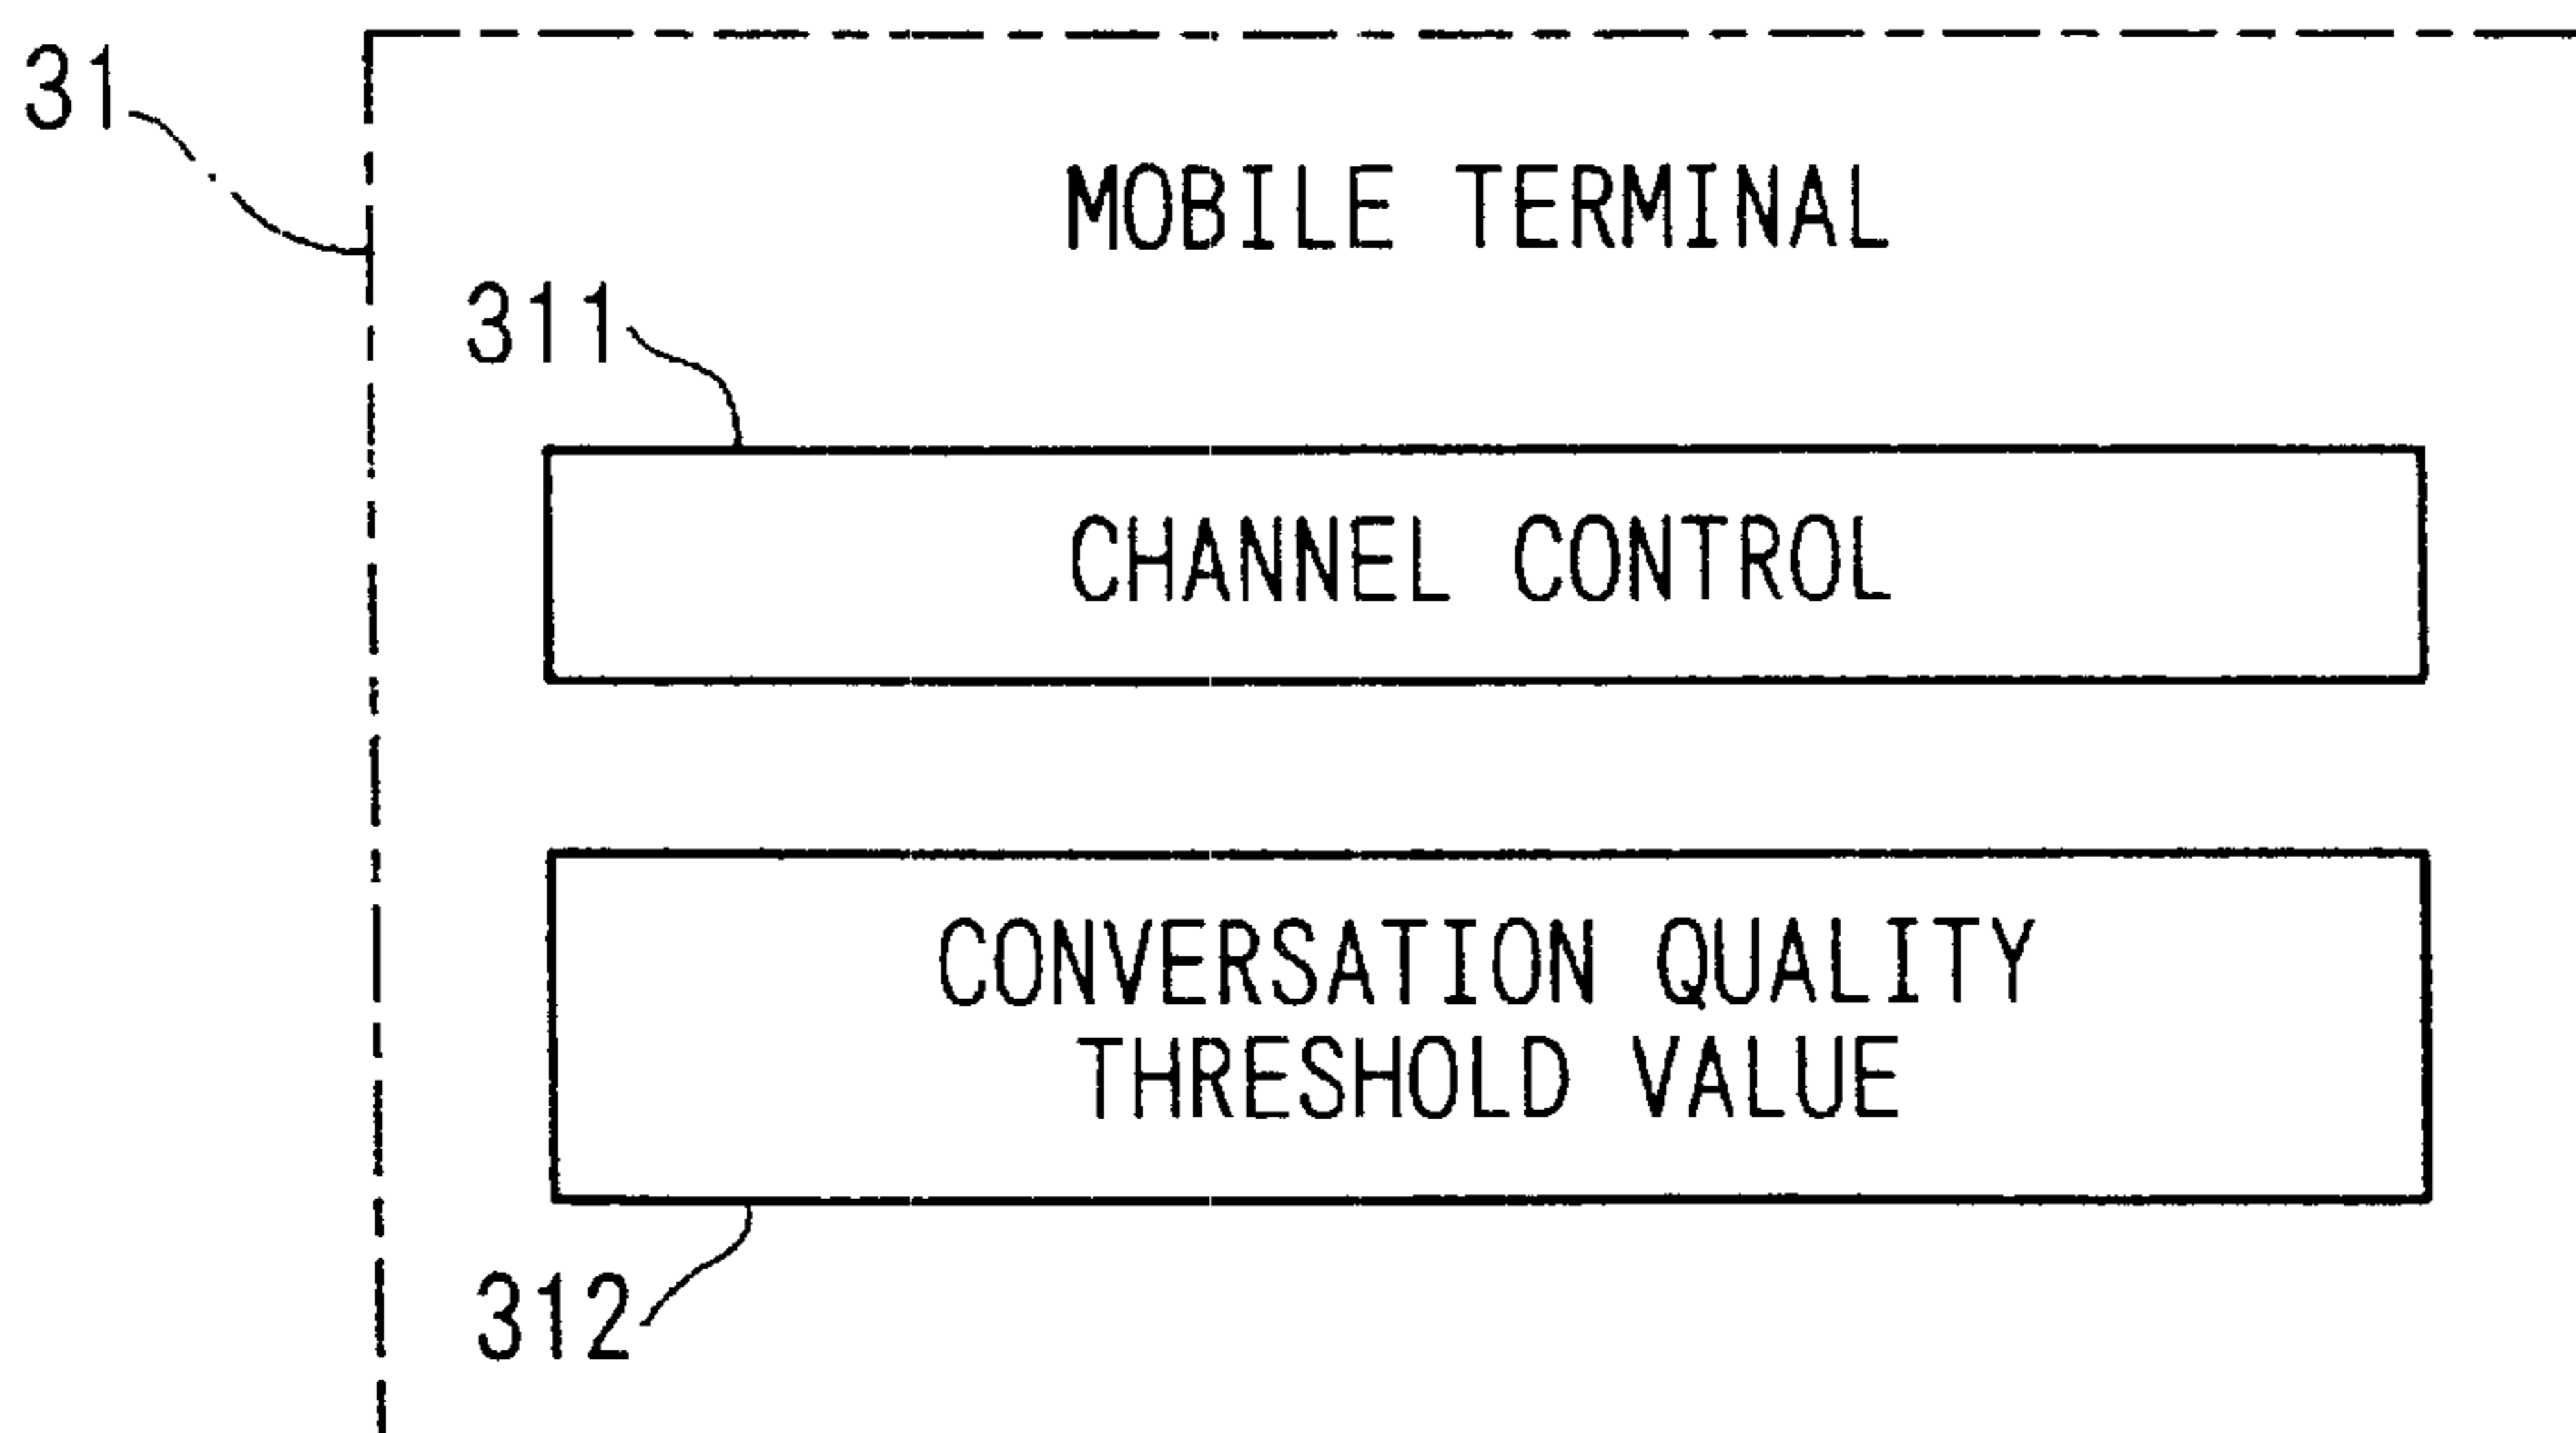 31
MOBILE TERMINAL
311
CHANNEL CONTROL
CONVERSATION QUALITY
THRESHOLD VALUE
312